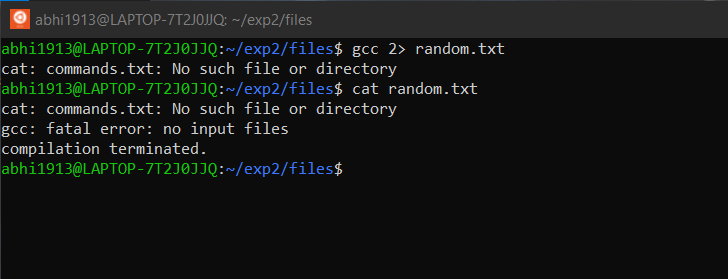 abhi1913@LAPTOP-7T2J0JJQ: ~/exp2/files
abhi1913@LAPTOP-7T2J0JJQ:~/exp2/files$ gcc 2> random.txt
cat: commands.txt: No such file or directory
abhi1913@LAPTOP-7T2J0JJQ:~/exp2/files$ cat random.txt
cat: commands.txt: No such file or directory
gcc: fatal error: no input files
compilation terminated.
abhi1913@LAPTOP-7T2J0JJQ:~/exp2/files$